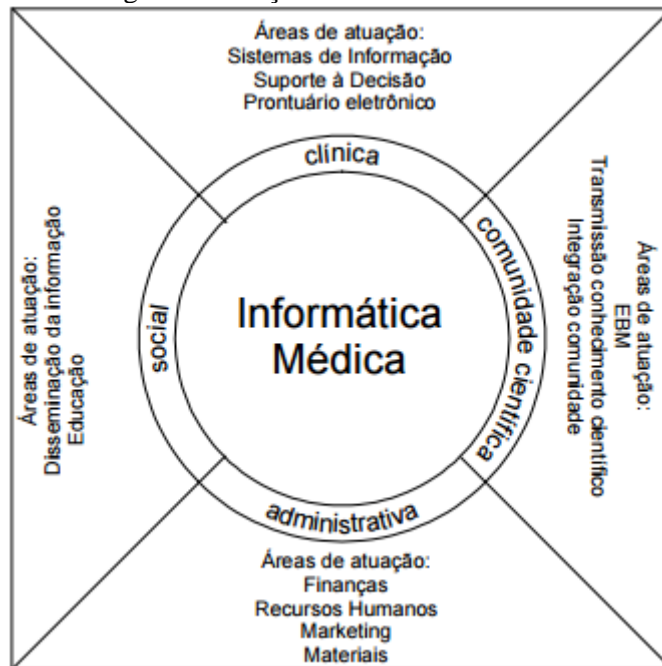 Áreas de atuação:
Sistemas de Informação
Suporte à Decisão
Prontuário eletrônico
clínica
Áreas de atuação:
Disseminação da informação
Educação
social
Informática
Médica
comunidade científica
Áreas de atuação:
EBM
Transmissão conhecimento científico
Integração comunidade
administrativa
Áreas de atuação:
Finanças
Recursos Humanos
Marketing
Materiais